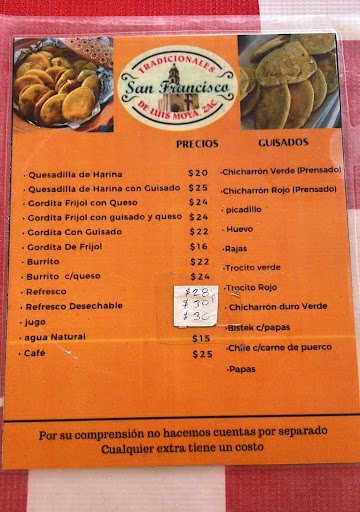 TRADICIONALES
San Francisco
DE LUIS MOYA, ZAC.
PRECIOS
GUISADOS
· Quesadilla de Harina $20
· Quesadilla de Harina con Guisado $25
· Gordita Frijol con Queso $24
· Gordita Frijol con guisado y queso $24
· Gordita Con Guisado $22
· Gordita De Frijol $16
· Burrito $22
· Burrito c/queso $24
· Refresco $28
· Refresco Desechable $30
· jugo $30
· agua Natural $15
· Café $25
·Chicharrón Verde (Prensado)
·Chicharrón Rojo (Prensado)
· picadillo
· Huevo
·Rajas
·Trocito verde
·Trocito Rojo
· Chicharrón duro Verde
·Bistek c/papas
·Chile c/carne de puerco
·Papas
Por su comprensión no hacemos cuentas por separado
Cualquier extra tiene un costo